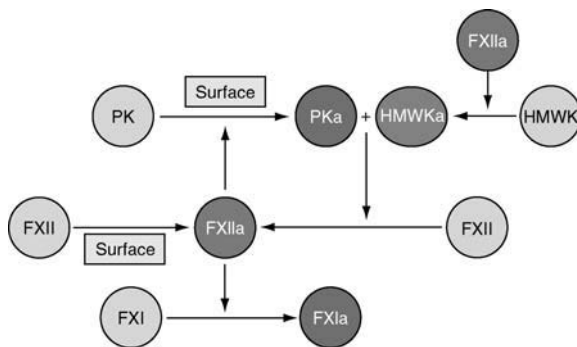 FXIIa
Surface
PK
PKa
+
HMWKa
HMWK
FXII
FXIIa
FXII
Surface
FXI
FXIa